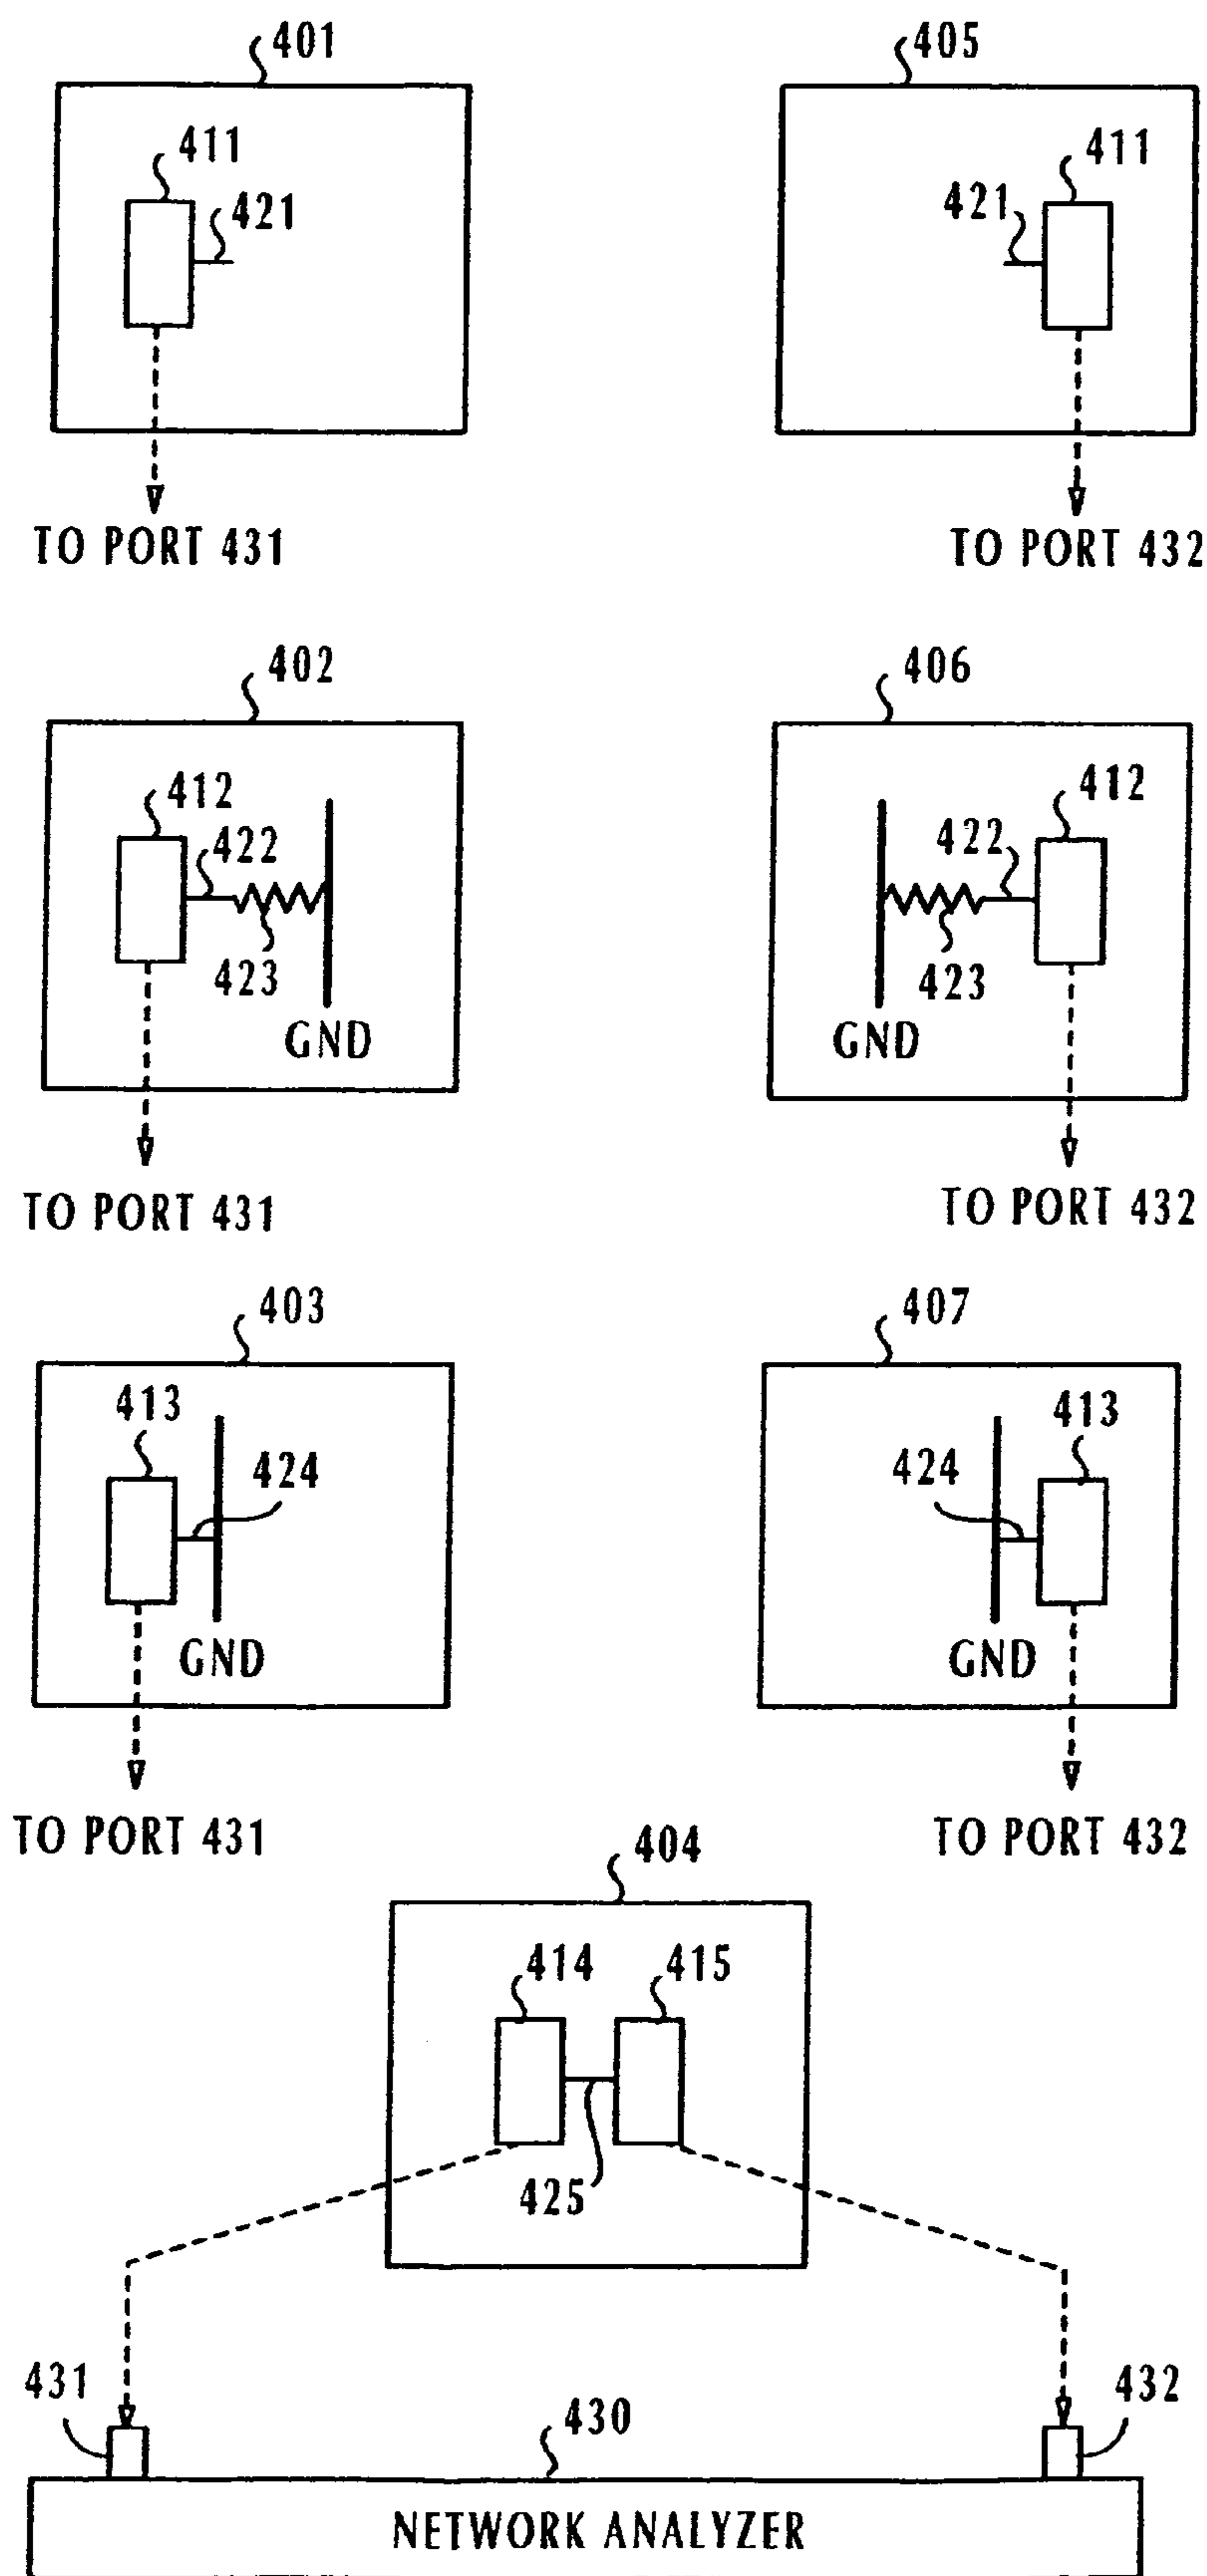 401
405
411
411
421
421
TO PORT 431
TO PORT 432
402
406
412
412
422
422
423
423
GND
GND
TO PORT 431
TO PORT 432
403
407
413
413
424
424
GND
GND
TO PORT 431
TO PORT 432
404
414
415
425
431
432
430
NETWORK ANALYZER